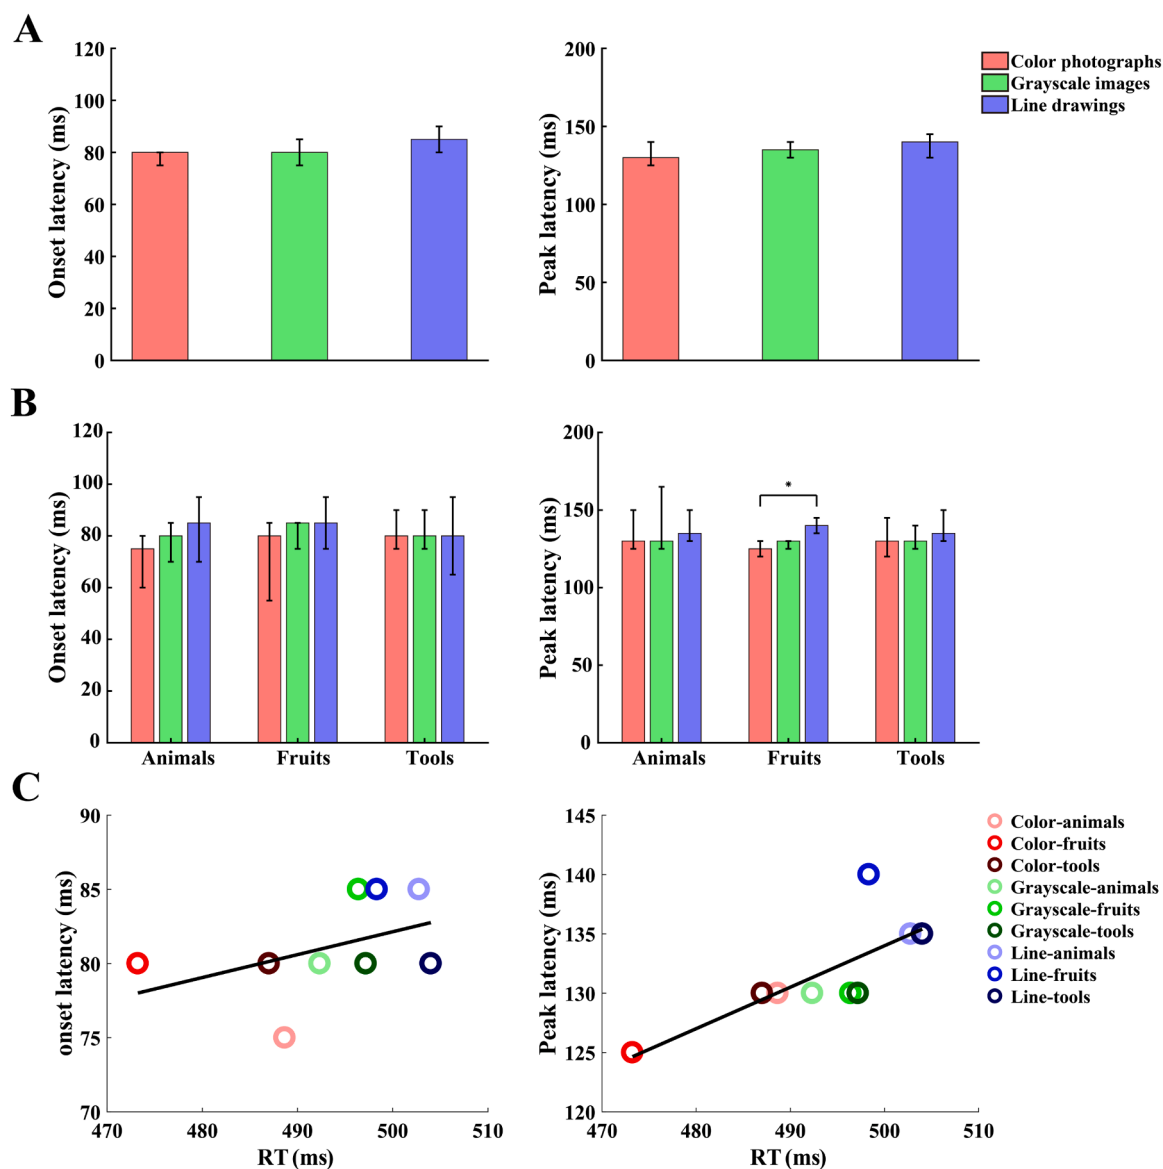 A
120
100
80
60
40
20
0
Onset latency (ms)
200
150
100
50
0
Peak latency (ms)
Color photographs
Grayscale images
Line drawings
B
120
100
80
60
40
20
0
Onset latency (ms)
Animals Fruits Tools
200
150
100
50
0
Peak latency (ms)
*
Animals Fruits Tools
C
90
85
80
75
70
onset latency (ms)
470 480 490 500 510
RT (ms)
145
140
135
130
125
120
Peak latency (ms)
470 480 490 500 510
RT (ms)
Color-animals
Color-fruits
Color-tools
Grayscale-animals
Grayscale-fruits
Grayscale-tools
Line-animals
Line-fruits
Line-tools